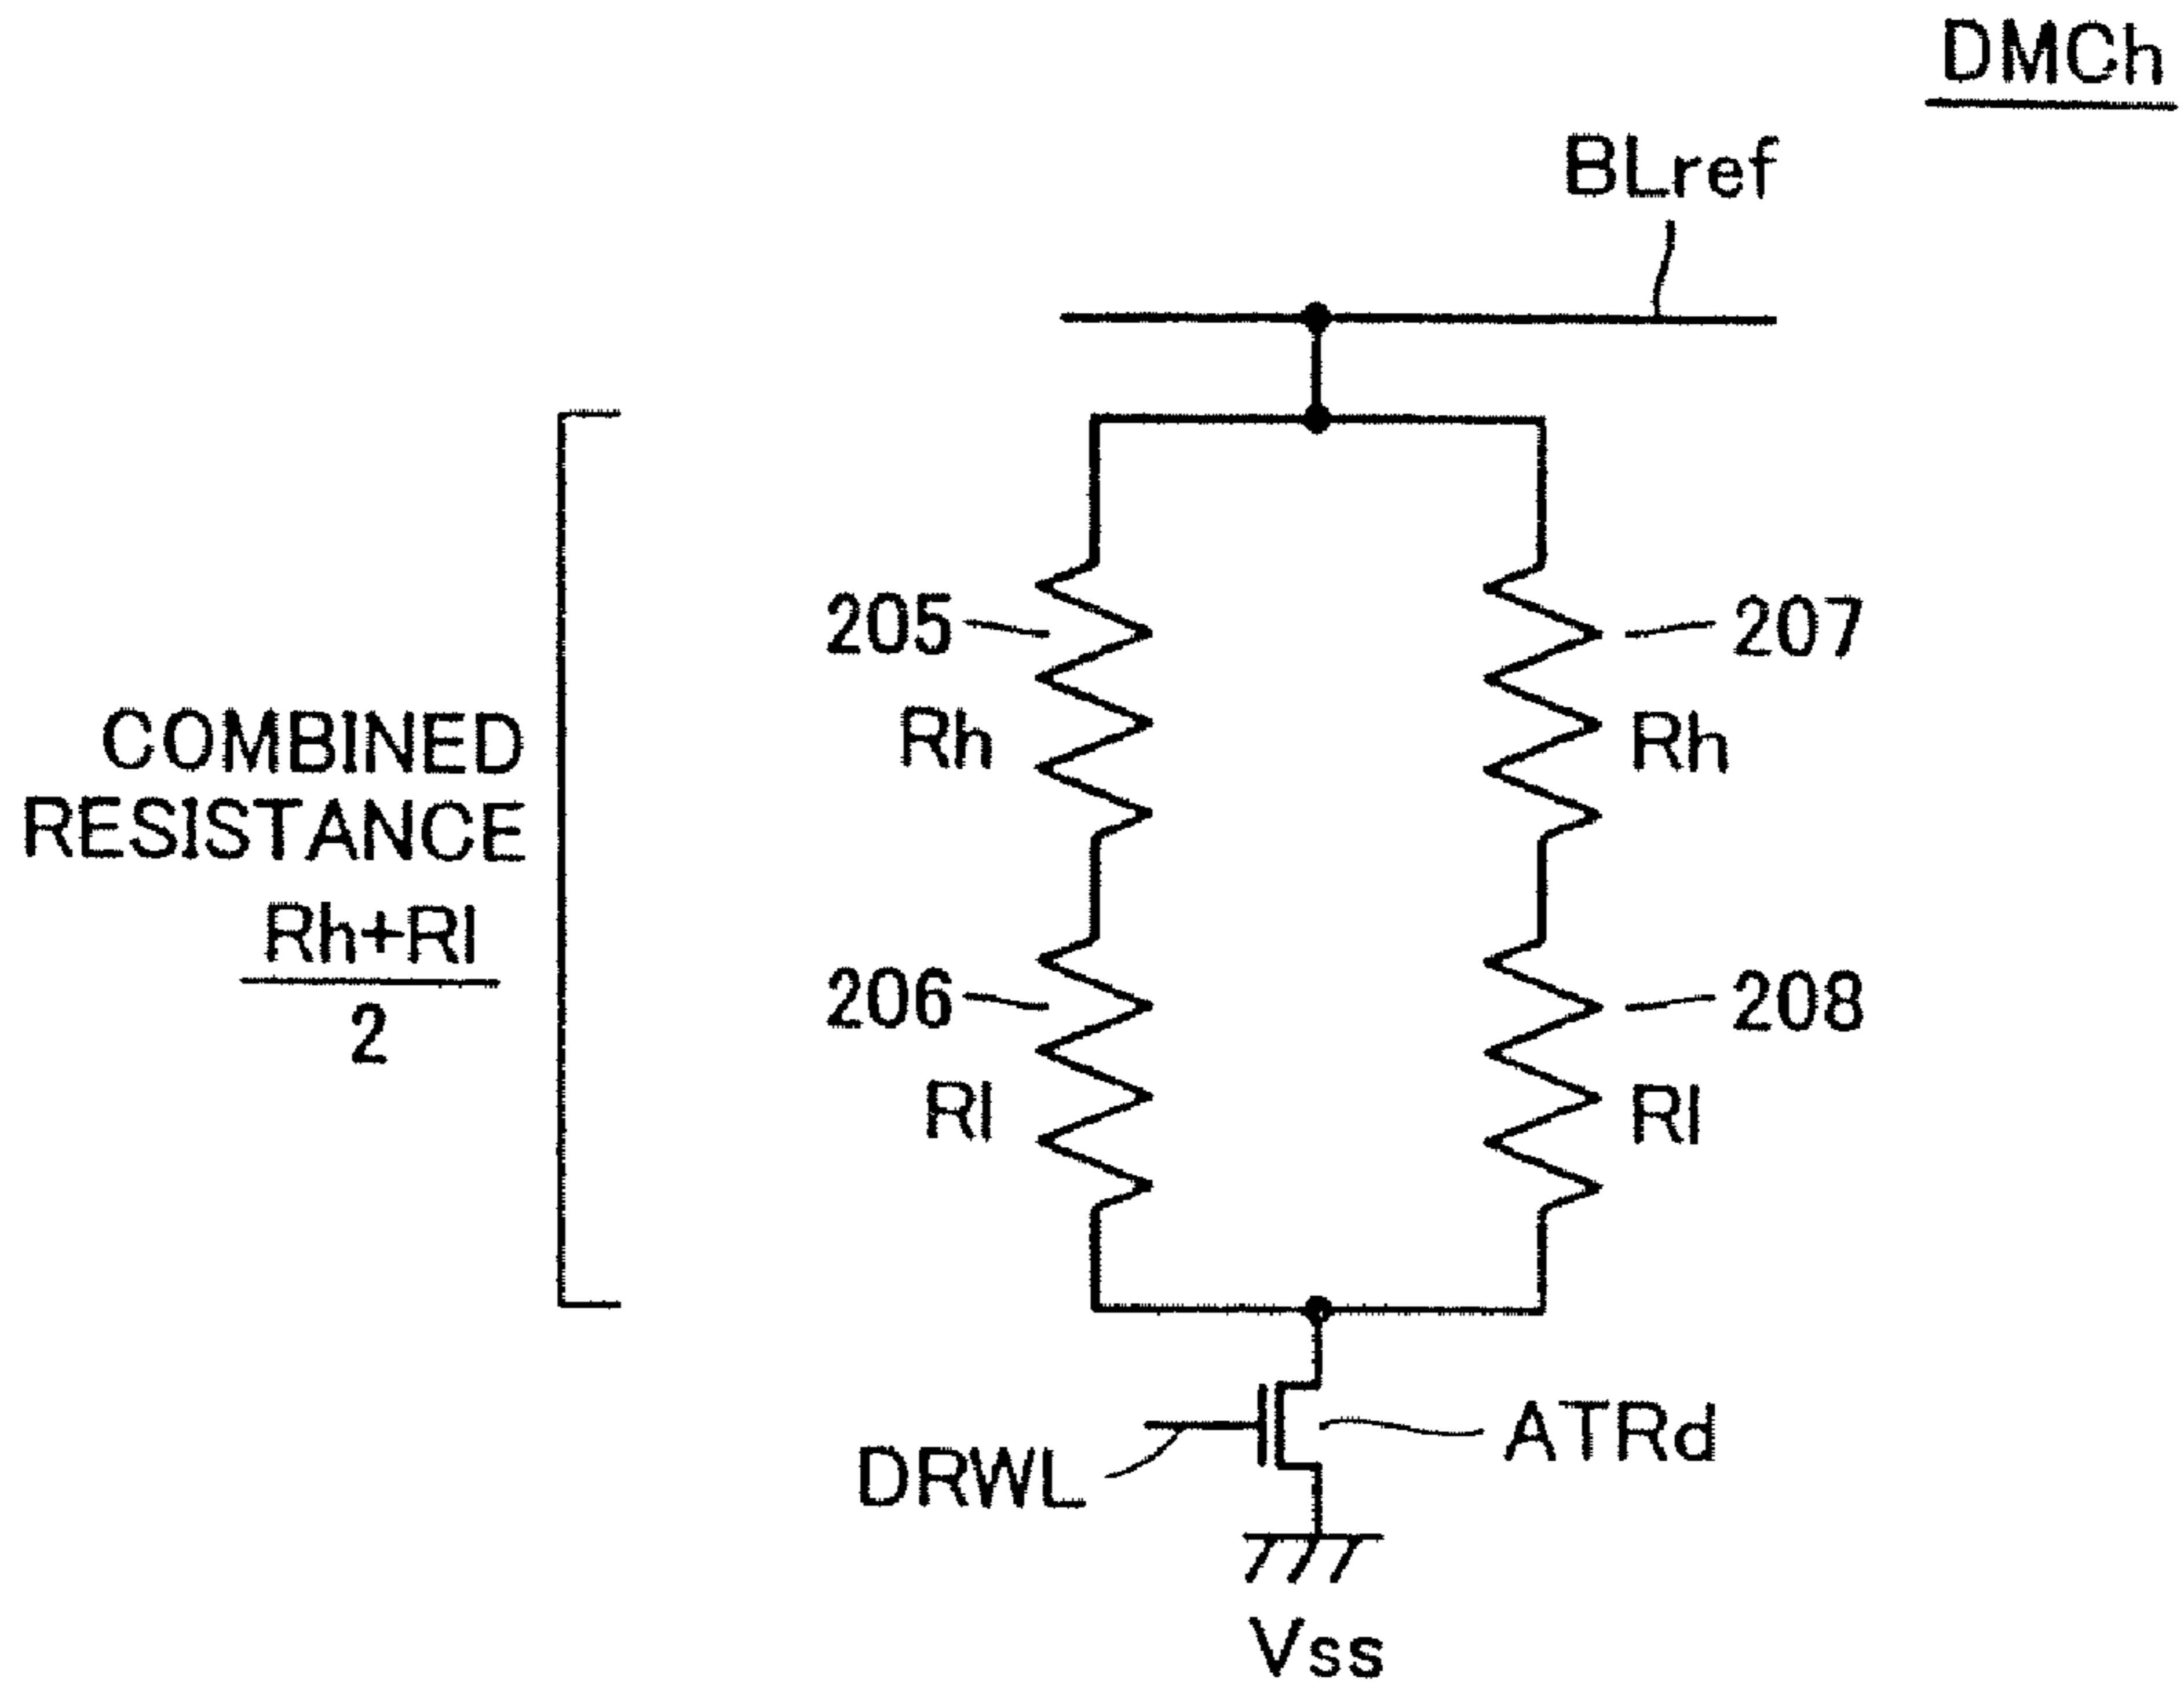 DMCh
BLref
205
Rh
207
Rh
COMBINED
RESISTANCE
Rh+Rl
2
206
Rl
208
Rl
DRWL
ATRd
Vss